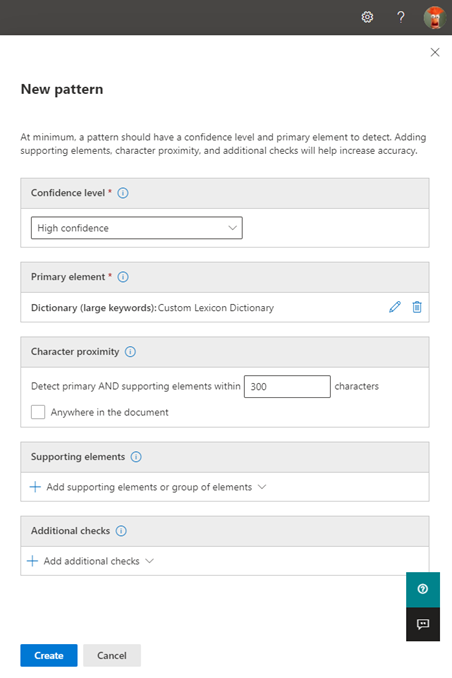 New pattern
At minimum, a pattern should have a confidence level and primary element to detect. Adding
supporting elements, character proximity, and additional checks will help increase accuracy.
Confidence level *
High confidence
Primary element *
Dictionary (large keywords): Custom Lexicon Dictionary
Character proximity
Detect primary AND supporting elements within 300 characters
Anywhere in the document
Supporting elements
Add supporting elements or group of elements
Additional checks
Add additional checks
Create Cancel